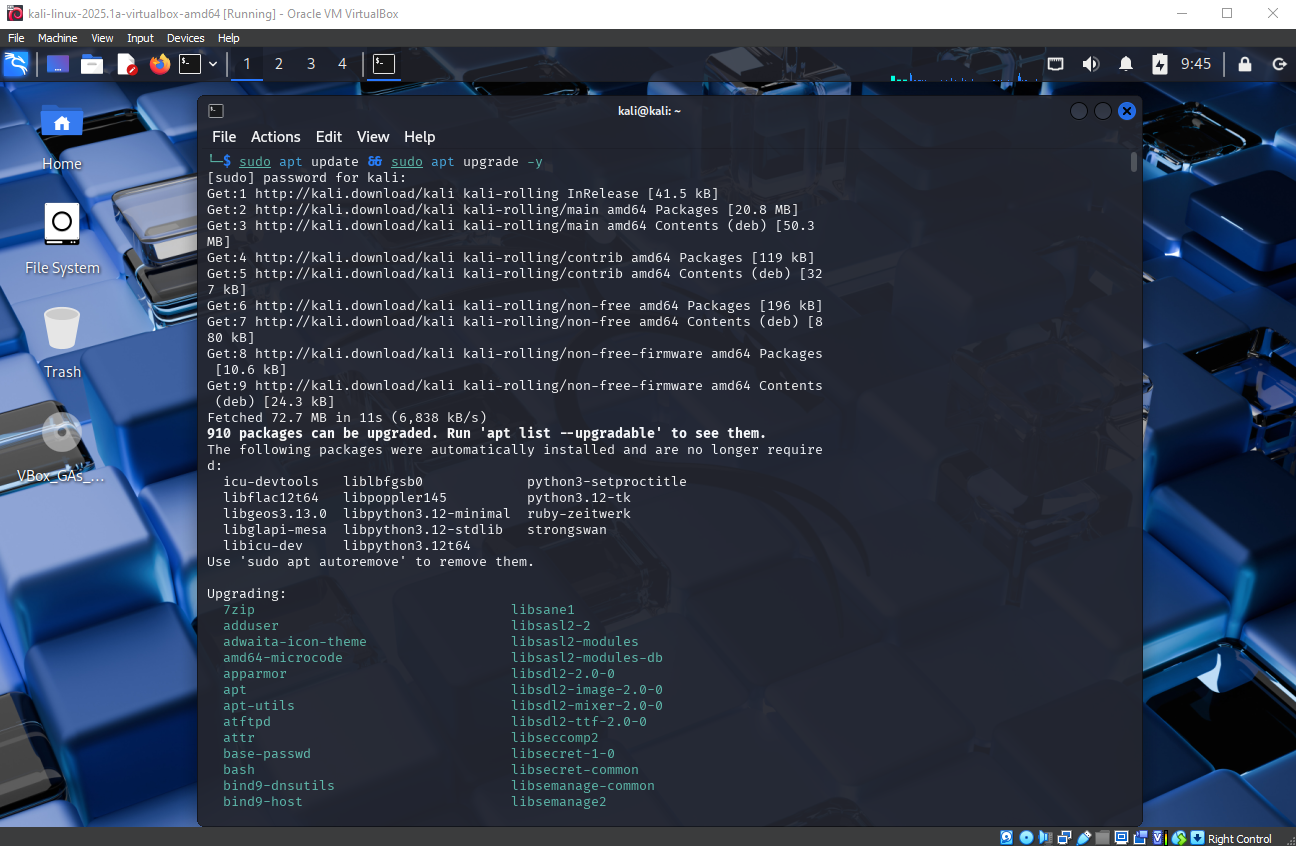 kali-linux-2025.1a-virtualbox-amd64 [Running] - Oracle VM VirtualBox
File Machine View Input Devices Help
1 2 3 4 9:45
kali@kali: ~
File Actions Edit View Help
Home
File System
Trash
VBox_GAs_...
└─$ sudo apt update && sudo apt upgrade -y
[sudo] password for kali:
Get:1 http://kali.download/kali kali-rolling InRelease [41.5 kB]
Get:2 http://kali.download/kali kali-rolling/main amd64 Packages [20.8 MB]
Get:3 http://kali.download/kali kali-rolling/main amd64 Contents (deb) [50.3
MB]
Get:4 http://kali.download/kali kali-rolling/contrib amd64 Packages [119 kB]
Get:5 http://kali.download/kali kali-rolling/contrib amd64 Contents (deb) [32
7 kB]
Get:6 http://kali.download/kali kali-rolling/non-free amd64 Packages [196 kB]
Get:7 http://kali.download/kali kali-rolling/non-free amd64 Contents (deb) [8
80 kB]
Get:8 http://kali.download/kali kali-rolling/non-free-firmware amd64 Packages
[10.6 kB]
Get:9 http://kali.download/kali kali-rolling/non-free-firmware amd64 Contents
(deb) [24.3 kB]
Fetched 72.7 MB in 11s (6,838 kB/s)
910 packages can be upgraded. Run 'apt list --upgradable' to see them.
The following packages were automatically installed and are no longer require
d:
icu-devtools liblbfgsb0 python3-setproctitle
libflac12t64 libpoppler145 python3.12-tk
libgeos3.13.0 libpython3.12-minimal ruby-zeitwerk
libglapi-mesa libpython3.12-stdlib strongswan
libicu-dev libpython3.12t64
Use 'sudo apt autoremove' to remove them.
Upgrading:
7zip libsane1
adduser libsasl2-2
adwaita-icon-theme libsasl2-modules
amd64-microcode libsasl2-modules-db
apparmor libsdl2-2.0-0
apt libsdl2-image-2.0-0
apt-utils libsdl2-mixer-2.0-0
atftpd libsdl2-ttf-2.0-0
attr libseccomp2
base-passwd libsecret-1-0
bash libsecret-common
bind9-dnsutils libsemanage-common
bind9-host libsemanage2
Right Control